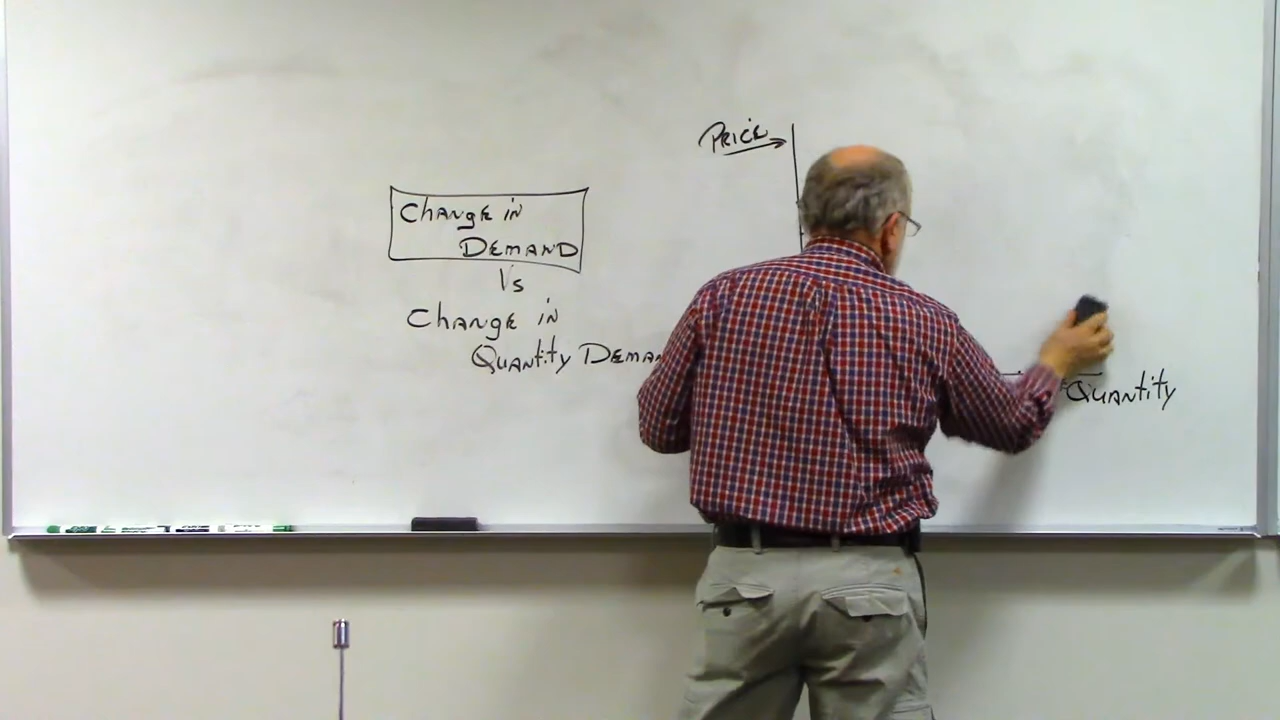 Change in
Demand
Vs
Change in
Quantity Deman
Price
Quantity